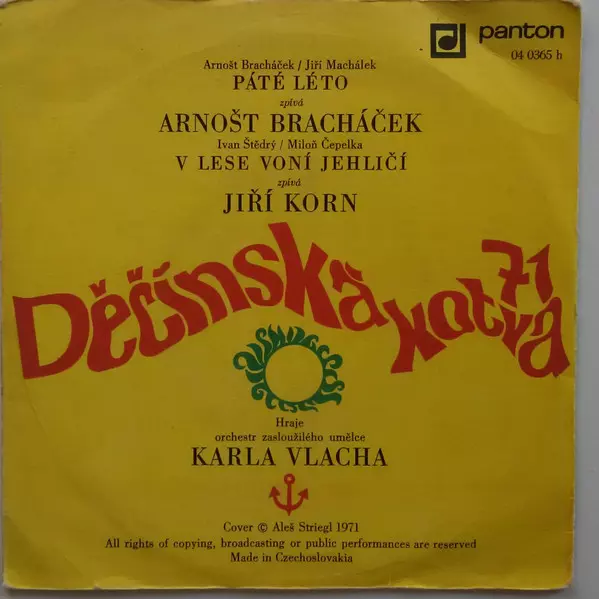 panton
04 0365 h
Arnošt Bracháček / Jiří Machálek
PÁTÉ LÉTO
zpívá
ARNOŠT BRACHÁČEK
Ivan Štědrý / Miloň Čepelka
V LESE VONÍ JEHLIČÍ
zpívá
JIŘÍ KORN
Děčínská kotva 71
Hraje
orchestr zasloužilého umělce
KARLA VLACHA
Cover © Aleš Striegl 1971
All rights of copying, broadcasting or public performances are reserved
Made in Czechoslovakia